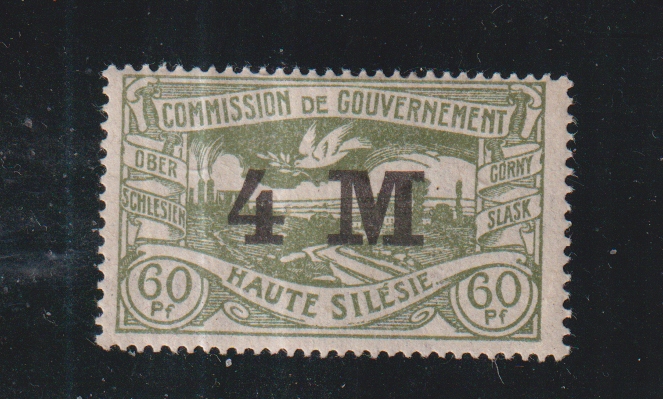 COMMISSION DE GOUVERNEMENT
OBER
SCHLESIEN
GORNY
SLASK
4 M
HAUTE SILÉSIE
60
Pf
60
Pf